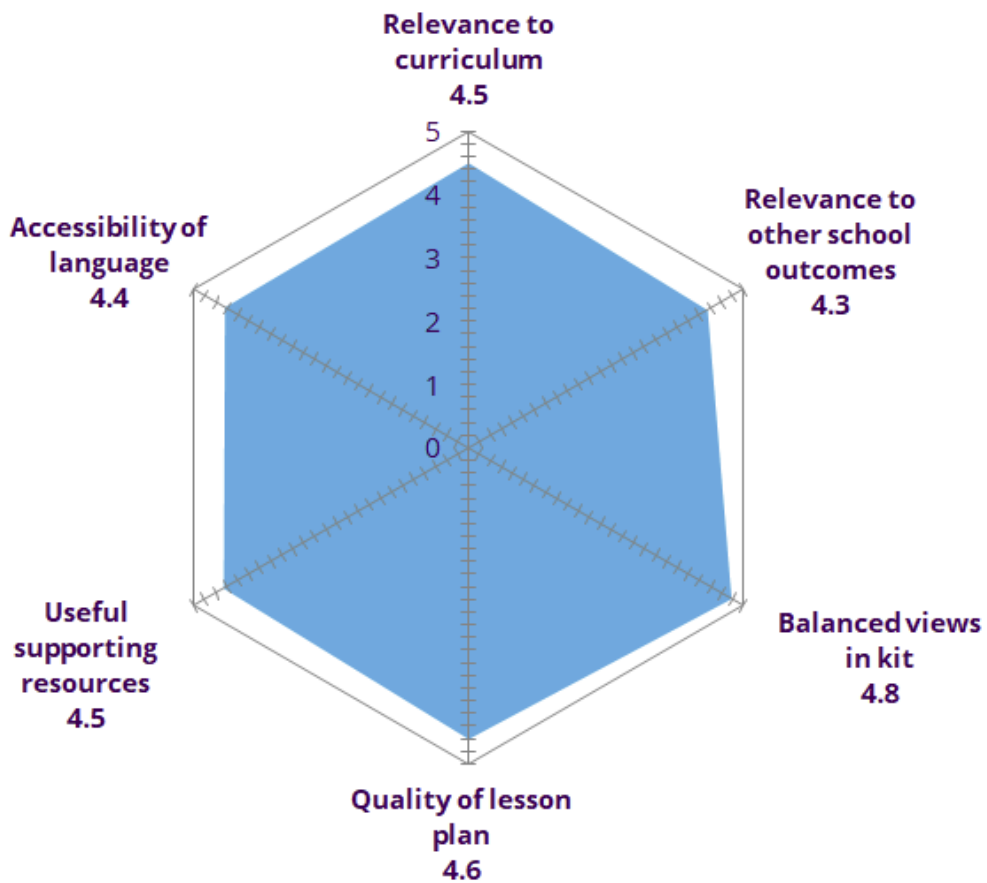 Relevance to
curriculum
4.5
5
4
3
2
1
0
Relevance to
other school
outcomes
4.3
Balanced views
in kit
4.8
Quality of lesson
plan
4.6
Useful
supporting
resources
4.5
Accessibility of
language
4.4